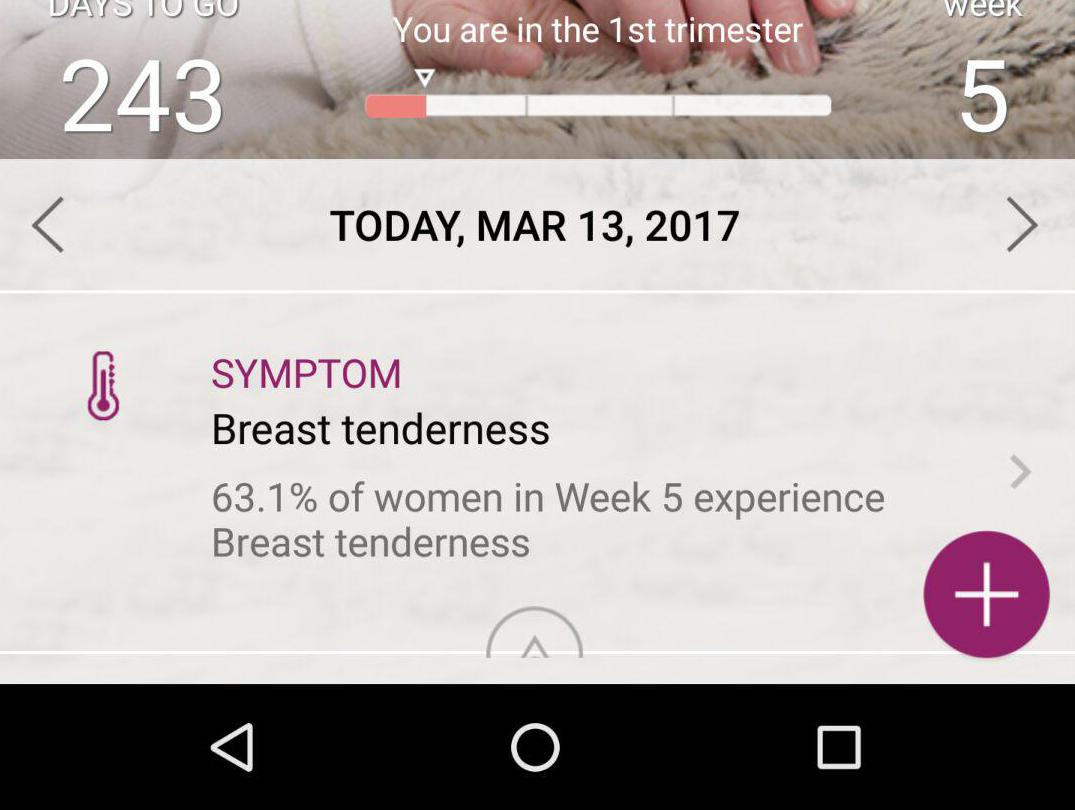 DAYS TO GO
week
You are in the 1st trimester
243
5
TODAY, MAR 13, 2017
SYMPTOM
Breast tenderness
63.1% of women in Week 5 experience
Breast tenderness